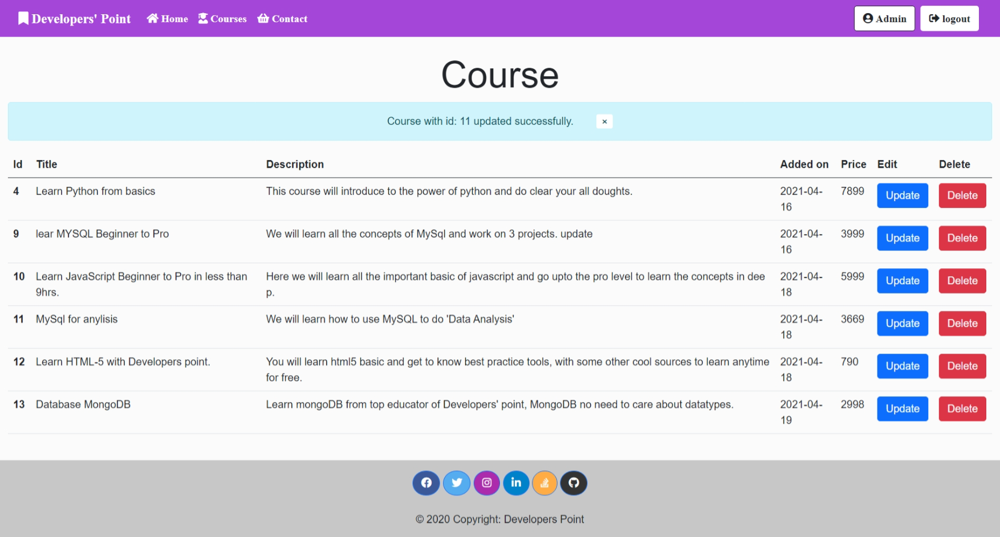 Developers' Point Home Courses Contact Admin logout
Course
Course with id: 11 updated successfully. ×
Id Title Description Added on Price Edit Delete
4 Learn Python from basics This course will introduce to the power of python and do clear your all doughts. 2021-04- 7899 Update Delete
16
9 lear MYSQL Beginner to Pro We will learn all the concepts of MySql and work on 3 projects. update 2021-04- 3999 Update Delete
16
10 Learn JavaScript Beginner to Pro in less than Here we will learn all the important basic of javascript and go upto the pro level to learn the concepts in dee 2021-04- 5999 Update Delete
9hrs. p. 18
11 MySql for anylisis We will learn how to use MySQL to do 'Data Analysis' 2021-04- 3669 Update Delete
18
12 Learn HTML-5 with Developers point. You will learn html5 basic and get to know best practice tools, with some other cool sources to learn anytime 2021-04- 790 Update Delete
for free. 18
13 Database MongoDB Learn mongoDB from top educator of Developers' point, MongoDB no need to care about datatypes. 2021-04- 2998 Update Delete
19
© 2020 Copyright: Developers Point